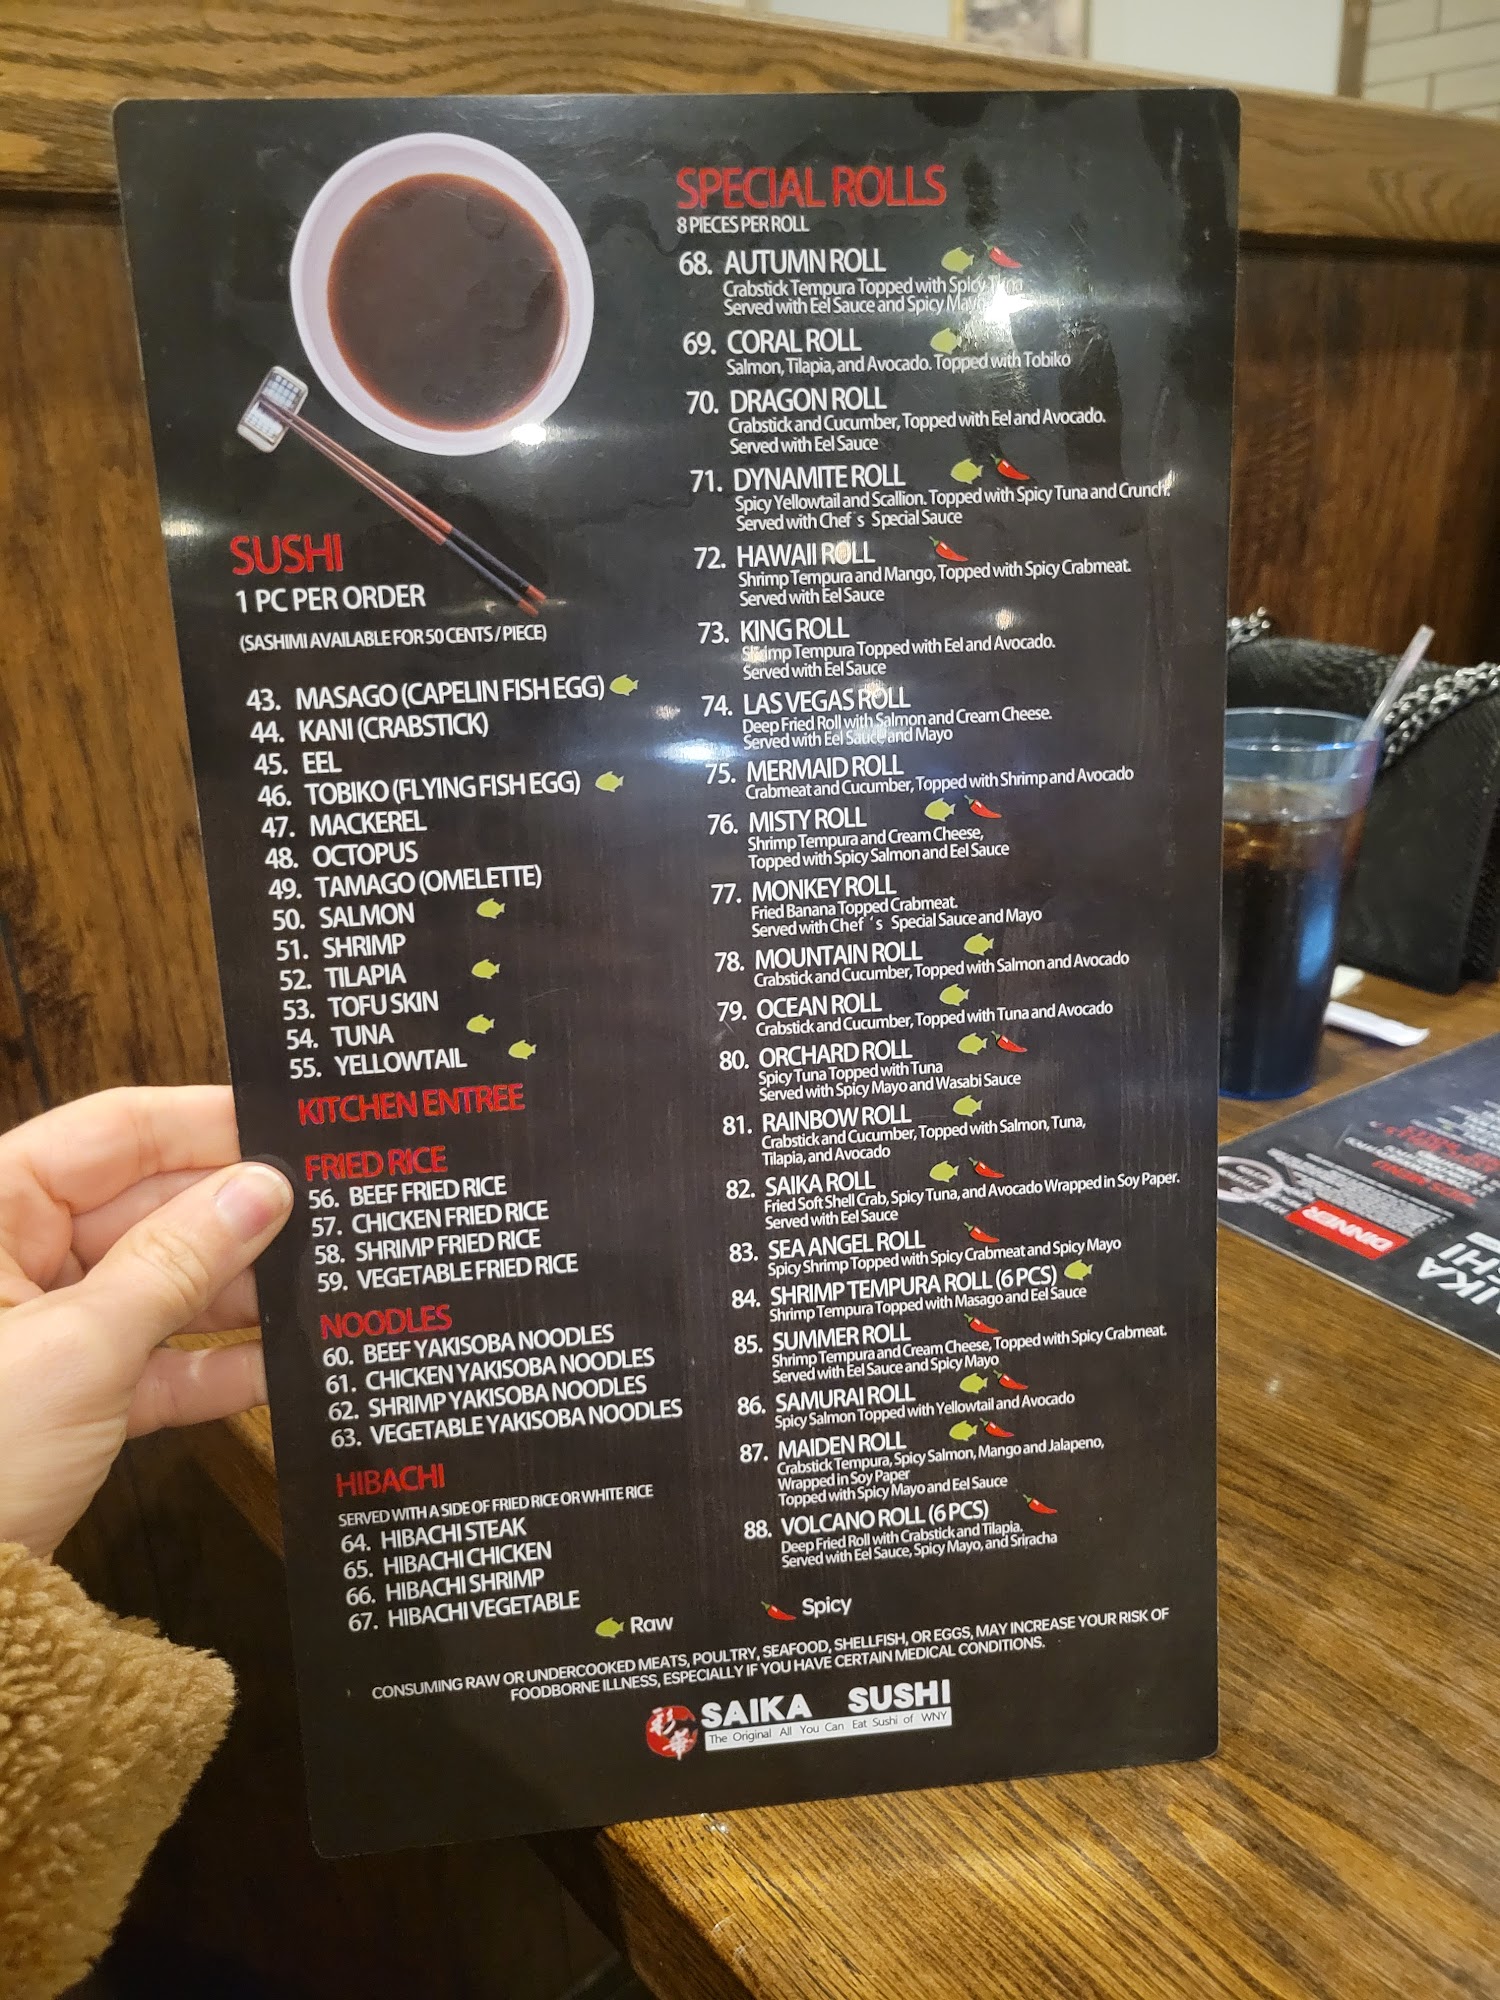 SUSHI
1 PC PER ORDER
(SASHIMI AVAILABLE FOR 50 CENTS / PIECE)
43. MASAGO (CAPELIN FISH EGG)
44. KANI (CRABSTICK)
45. EEL
46. TOBIKO (FLYING FISH EGG)
47. MACKEREL
48. OCTOPUS
49. TAMAGO (OMELETTE)
50. SALMON
51. SHRIMP
52. TILAPIA
53. TOFU SKIN
54. TUNA
55. YELLOWTAIL
KITCHEN ENTREE
FRIED RICE
56. BEEF FRIED RICE
57. CHICKEN FRIED RICE
58. SHRIMP FRIED RICE
59. VEGETABLE FRIED RICE
NOODLES
60. BEEF YAKISOBA NOODLES
61. CHICKEN YAKISOBA NOODLES
62. SHRIMP YAKISOBA NOODLES
63. VEGETABLE YAKISOBA NOODLES
HIBACHI
SERVED WITH A SIDE OF FRIED RICE OR WHITE RICE
64. HIBACHI STEAK
65. HIBACHI CHICKEN
66. HIBACHI SHRIMP
67. HIBACHI VEGETABLE
SPECIAL ROLLS
8 PIECES PER ROLL
68. AUTUMN ROLL
Crabstick Tempura Topped with Spicy Tuna
Served with Eel Sauce and Spicy Mayo
69. CORAL ROLL
Salmon, Tilapia, and Avocado. Topped with Tobiko
70. DRAGON ROLL
Crabstick and Cucumber, Topped with Eel and Avocado.
Served with Eel Sauce
71. DYNAMITE ROLL
Spicy Yellowtail and Scallion. Topped with Spicy Tuna and Crunch.
Served with Chef's Special Sauce
72. HAWAII ROLL
Shrimp Tempura and Mango, Topped with Spicy Crabmeat.
Served with Eel Sauce
73. KING ROLL
Shrimp Tempura Topped with Eel and Avocado.
Served with Eel Sauce
74. LAS VEGAS ROLL
Deep Fried Roll with Salmon and Cream Cheese.
Served with Eel Sauce and Mayo
75. MERMAID ROLL
Crabmeat and Cucumber, Topped with Shrimp and Avocado
76. MISTY ROLL
Shrimp Tempura and Cream Cheese,
Topped with Spicy Salmon and Eel Sauce
77. MONKEY ROLL
Fried Banana Topped Crabmeat.
Served with Chef's Special Sauce and Mayo
78. MOUNTAIN ROLL
Crabstick and Cucumber, Topped with Salmon and Avocado
79. OCEAN ROLL
Crabstick and Cucumber, Topped with Tuna and Avocado
80. ORCHARD ROLL
Spicy Tuna Topped with Tuna
Served with Spicy Mayo and Wasabi Sauce
81. RAINBOW ROLL
Crabstick and Cucumber, Topped with Salmon, Tuna,
Tilapia, and Avocado
82. SAIKA ROLL
Fried Soft Shell Crab, Spicy Tuna, and Avocado Wrapped in Soy Paper.
Served with Eel Sauce
83. SEA ANGEL ROLL
Spicy Shrimp Topped with Spicy Crabmeat and Spicy Mayo
84. SHRIMP TEMPURA ROLL (6 PCS)
Shrimp Tempura Topped with Masago and Eel Sauce
85. SUMMER ROLL
Shrimp Tempura and Cream Cheese, Topped with Spicy Crabmeat.
Served with Eel Sauce and Spicy Mayo
86. SAMURAI ROLL
Spicy Salmon Topped with Yellowtail and Avocado
87. MAIDEN ROLL
Crabstick Tempura, Spicy Salmon, Mango and Jalapeno,
Wrapped in Soy Paper
Topped with Spicy Mayo and Eel Sauce
88. VOLCANO ROLL (6 PCS)
Deep Fried Roll with Crabstick and Tilapia.
Served with Eel Sauce, Spicy Mayo, and Sriracha
Raw
Spicy
CONSUMING RAW OR UNDERCOOKED MEATS, POULTRY, SEAFOOD, SHELLFISH, OR EGGS, MAY INCREASE YOUR RISK OF
FOODBORNE ILLNESS, ESPECIALLY IF YOU HAVE CERTAIN MEDICAL CONDITIONS.
彩華
SAIKA SUSHI
The Original All You Can Eat Sushi of WNY
DINNER